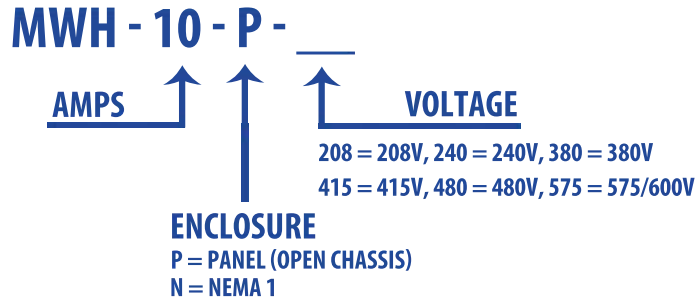 MWH - 10 - P - ___
AMPS
VOLTAGE
208 = 208V, 240 = 240V, 380 = 380V
415 = 415V, 480 = 480V, 575 = 575/600V
ENCLOSURE
P = PANEL (OPEN CHASSIS)
N = NEMA 1